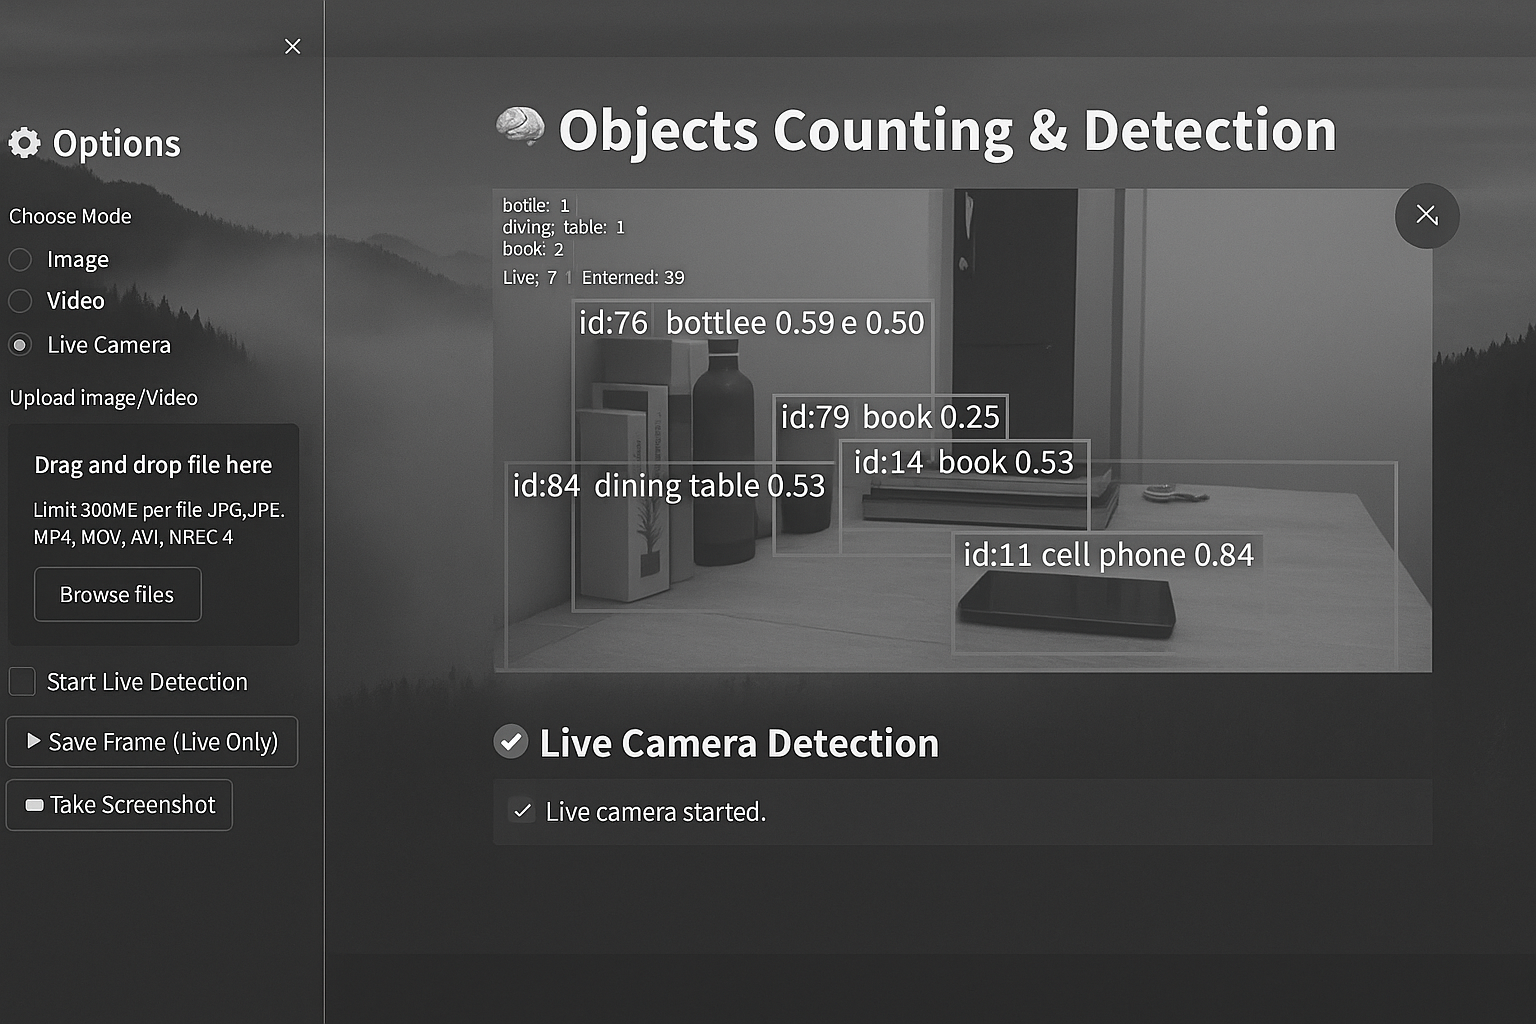 Options
Choose Mode
Image
Video
Live Camera
Upload image/Video
Drag and drop file here
Limit 300ME per file JPG,JPE.
MP4, MOV, AVI, NREC 4
Browse files
Start Live Detection
Save Frame (Live Only)
Take Screenshot
Objects Counting & Detection
botile: 1
diving; table: 1
book: 2
Live; 7 1 Enterned: 39
id:76 bottlee 0.59 e 0.50
id:79 book 0.25
id:14 book 0.53
id:84 dining table 0.53
id:11 cell phone 0.84
Live Camera Detection
Live camera started.